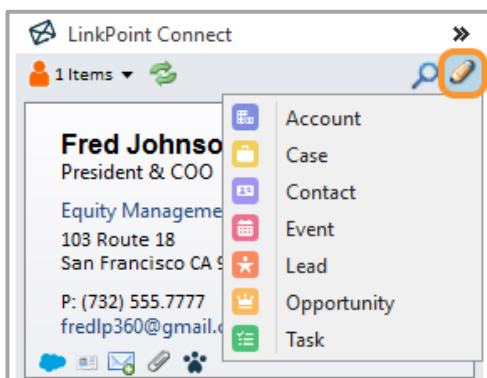 LinkPoint Connect
1 Items
Fred Johnso
President & COO
Equity Manageme
103 Route 18
San Francisco CA
P: (732) 555.7777
fredlp360@gmail.
Account
Case
Contact
Event
Lead
Opportunity
Task